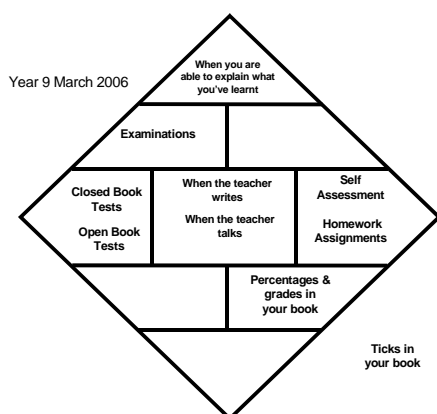 When you are
able to explain what
you've learnt
Year 9 March 2006
Examinations
Closed Book
Tests
Open Book
Tests
When the teacher
writes
When the teacher
talks
Self
Assessment
Homework
Assignments
Percentages &
grades in
your book
Ticks in
your book